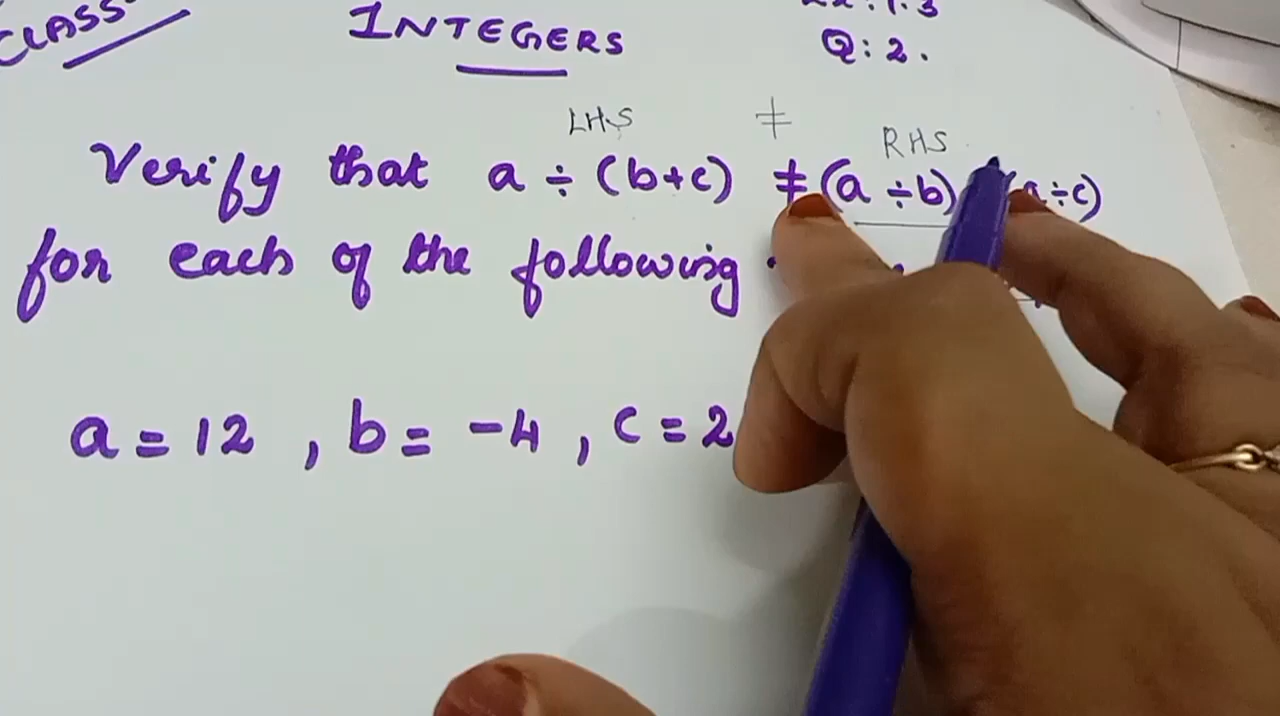 CLASS
INTEGERS
Q: 2.
LHS ≠ RHS
Verify that a ÷ (b+c) ≠ (a ÷ b) (a ÷ c)
for each of the following
a = 12 , b = -4 , c = 2